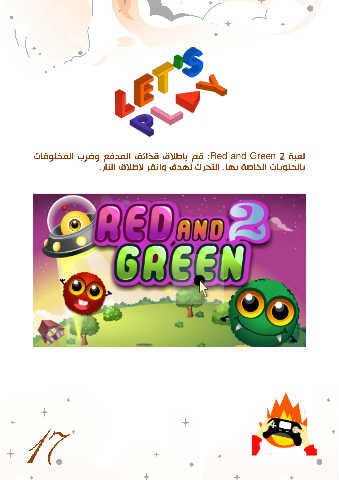 LET'S
PLAY
لعبة Red and Green 2: قم بإطلاق قذائف المدفع وضرب المخلوقات
بالحلويات الخاصة بها. التحرك لهدف وانقر لإطلاق النار.
RED AND 2
GREEN
17